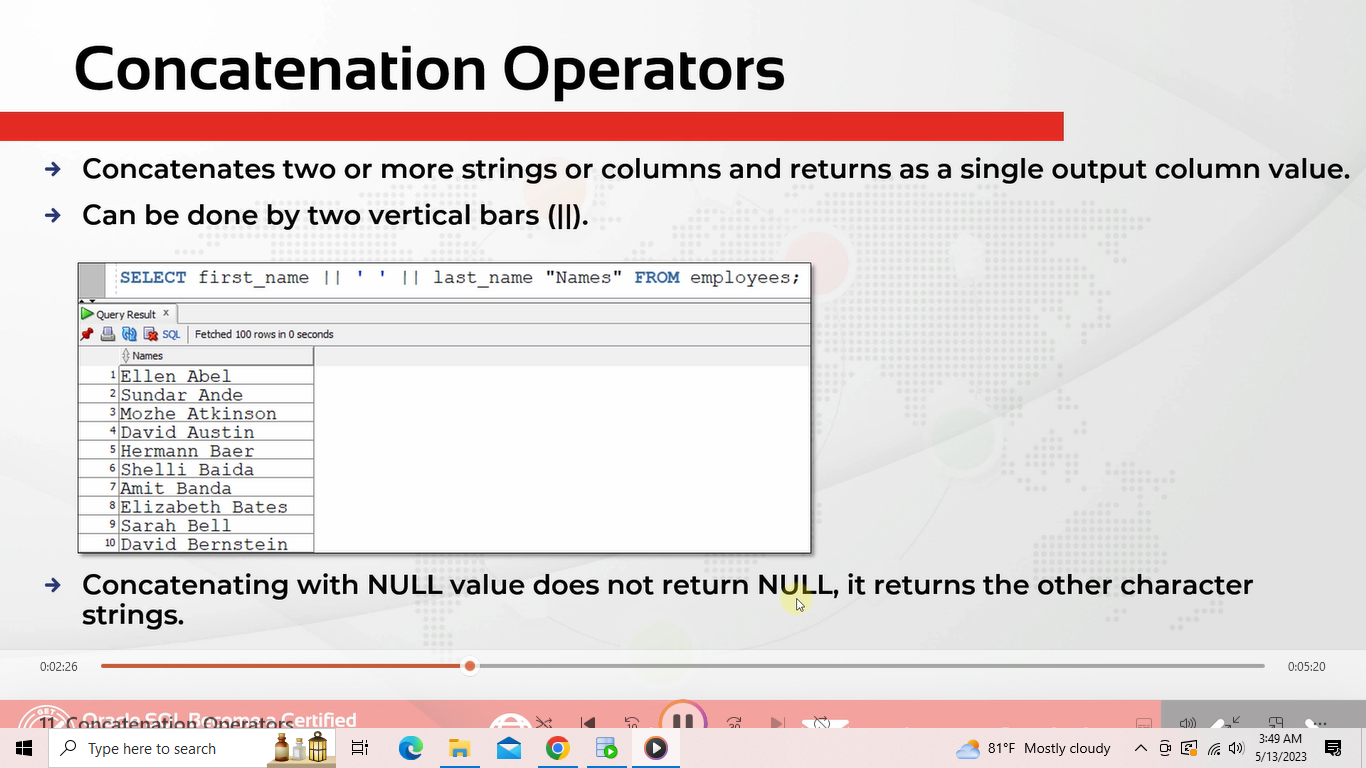 Concatenation Operators
Concatenates two or more strings or columns and returns as a single output column value.
Can be done by two vertical bars (||).
SELECT first_name || ' ' || last_name "Names" FROM employees;
Query Result x
SQL Fetched 100 rows in 0 seconds
Names
1 Ellen Abel
2 Sundar Ande
3 Mozhe Atkinson
4 David Austin
5 Hermann Baer
6 Shelli Baida
7 Amit Banda
8 Elizabeth Bates
9 Sarah Bell
10 David Bernstein
Concatenating with NULL value does not return NULL, it returns the other character
strings.
0:02:26 0:05:20
GET
Oracle SQL Become a Certified
11. Concatenation Operators
Type here to search
81°F Mostly cloudy
3:49 AM
5/13/2023